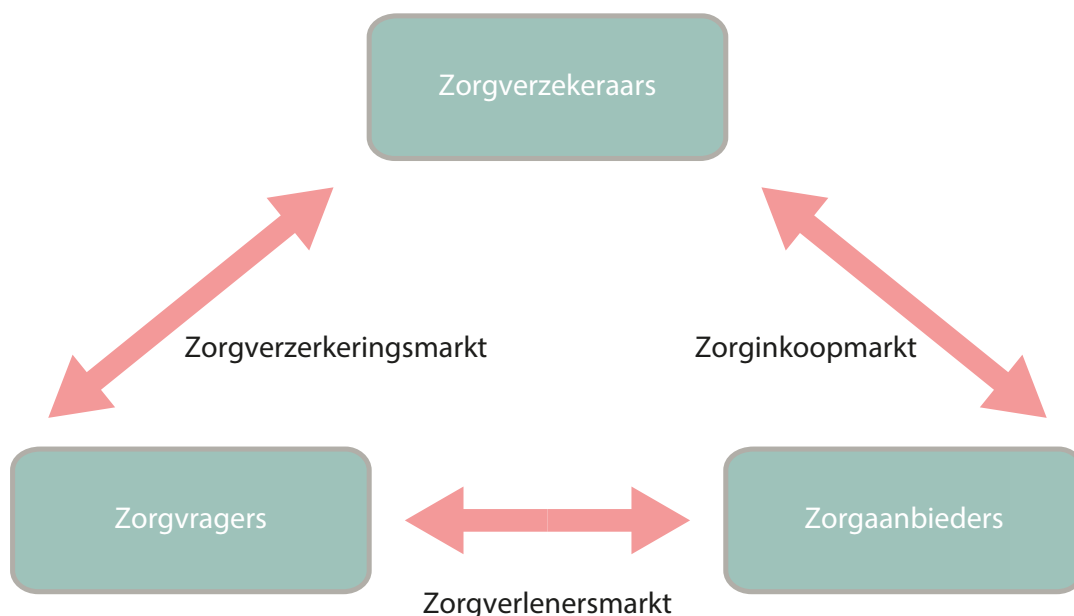 Zorgverzekeraars
Zorgverzerkeringsmarkt
Zorginkoopmarkt
Zorgvragers
Zorgaanbieders
Zorgverlenersmarkt